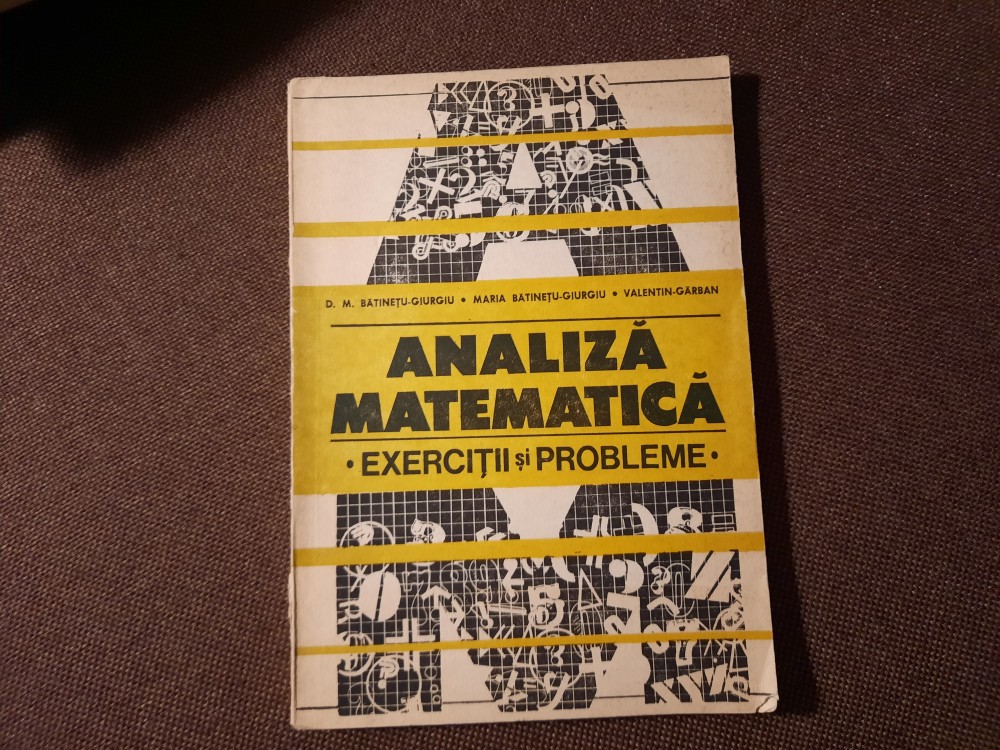 D. M. BĂTINEȚU-GIURGIU • MARIA BĂTINEȚU-GIURGIU • VALENTIN-GÂRBAN
ANALIZĂ
MATEMATICĂ
• EXERCIȚII și PROBLEME •